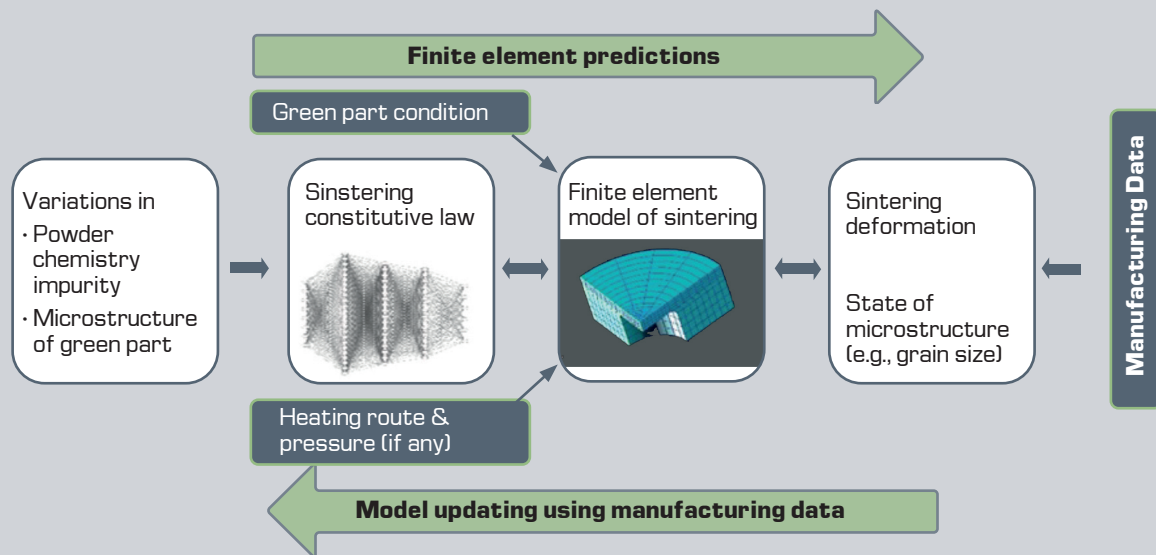 Finite element predictions
Green part condition
Variations in
· Powder
chemistry
impurity
· Microstructure
of green part
Sinstering
constitutive law
Finite element
model of sintering
Sintering
deformation
State of
microstructure
(e.g., grain size)
Manufacturing Data
Heating route &
pressure (if any)
Model updating using manufacturing data